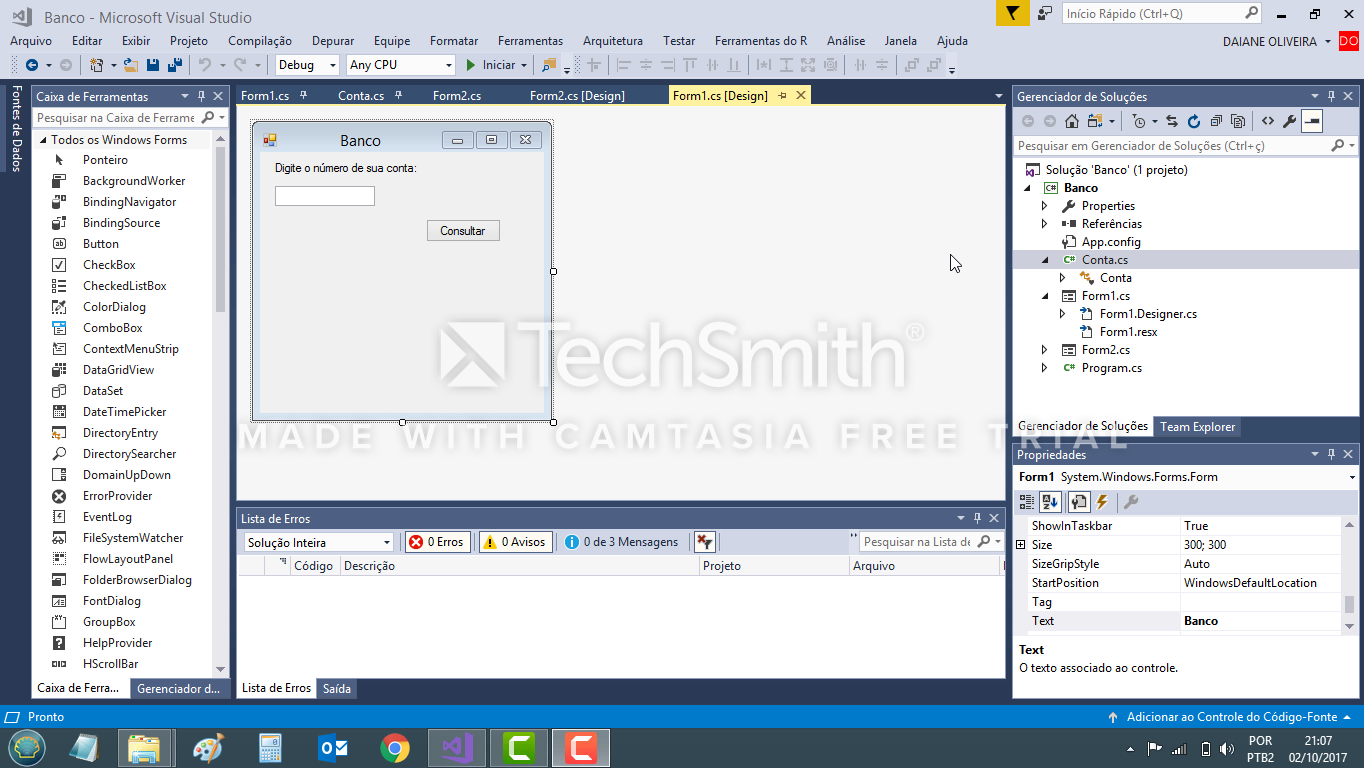 Banco - Microsoft Visual Studio
Início Rápido (Ctrl+Q)
Arquivo Editar Exibir Projeto Compilação Depurar Equipe Formatar Ferramentas Arquitetura Testar Ferramentas do R Análise Janela Ajuda
DAIANE OLIVEIRA DO
Debug Any CPU Iniciar
Fontes de Dados
Caixa de Ferramentas
Pesquisar na Caixa de Ferrame
Todos os Windows Forms
Ponteiro
BackgroundWorker
BindingNavigator
BindingSource
Button
CheckBox
CheckedListBox
ColorDialog
ComboBox
ContextMenuStrip
DataGridView
DataSet
DateTimePicker
DirectoryEntry
DirectorySearcher
DomainUpDown
ErrorProvider
EventLog
FileSystemWatcher
FlowLayoutPanel
FolderBrowserDialog
FontDialog
GroupBox
HelpProvider
HScrollBar
Caixa de Ferra... Gerenciador d...
Form1.cs Conta.cs Form2.cs Form2.cs [Design] Form1.cs [Design]
Banco
Digite o número de sua conta:
Consultar
TechSmith®
MADE WITH CAMTASIA FREE TRIAL
Lista de Erros
Solução Inteira 0 Erros 0 Avisos 0 de 3 Mensagens Pesquisar na Lista de
Código Descrição Projeto Arquivo
Lista de Erros Saída
Gerenciador de Soluções
Pesquisar em Gerenciador de Soluções (Ctrl+ç)
Solução 'Banco' (1 projeto)
C# Banco
Properties
Referências
App.config
C# Conta.cs
Conta
Form1.cs
Form1.Designer.cs
Form1.resx
Form2.cs
C# Program.cs
Gerenciador de Soluções Team Explorer
Propriedades
Form1 System.Windows.Forms.Form
ShowInTaskbar True
Size 300; 300
SizeGripStyle Auto
StartPosition WindowsDefaultLocation
Tag
Text Banco
Text
O texto associado ao controle.
Pronto
Adicionar ao Controle do Código-Fonte
POR
PTB2
21:07
02/10/2017